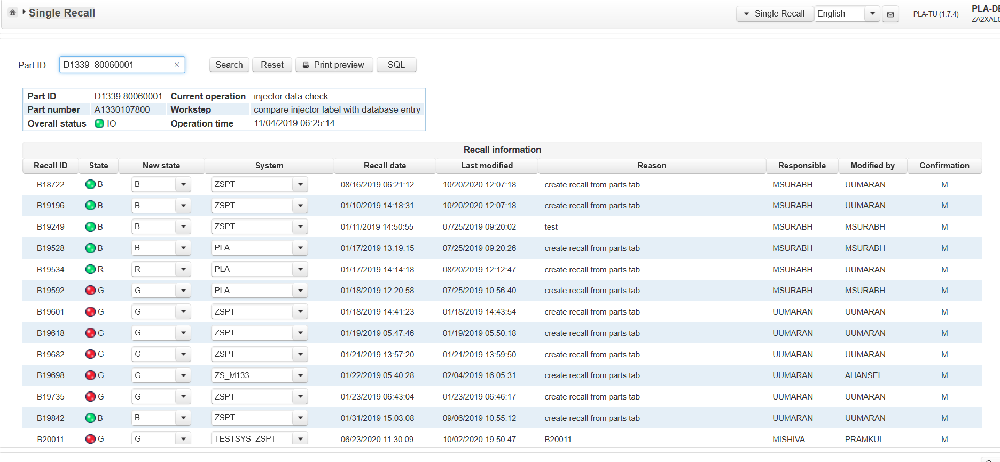 Single Recall
Single Recall English PLA-TU (1.7.4) PLA-DE
ZA2XAE0
Part ID D1339  80060001 × Search Reset Print preview SQL
Part ID D1339 80060001 Current operation injector data check
Part number A1330107800 Workstep compare injector label with database entry
Overall status IO Operation time 11/04/2019 06:25:14
Recall information
Recall ID State New state System Recall date Last modified Reason Responsible Modified by Confirmation
B18722 B B ZSPT 08/16/2019 06:21:12 10/20/2020 12:07:18 create recall from parts tab MSURABH UUMARAN M
B19196 B B ZSPT 01/10/2019 14:18:31 10/20/2020 12:07:18 create recall from parts tab MSURABH UUMARAN M
B19249 B B ZSPT 01/11/2019 14:50:55 07/25/2019 09:20:02 test MSURABH MSURABH M
B19528 B B PLA 01/17/2019 13:19:15 07/25/2019 09:20:26 create recall from parts tab MSURABH MSURABH M
B19534 R R PLA 01/17/2019 14:14:18 08/20/2019 12:12:47 create recall from parts tab MSURABH UUMARAN M
B19592 G G PLA 01/18/2019 12:20:58 07/25/2019 10:56:40 create recall from parts tab MSURABH MSURABH M
B19601 G G ZSPT 01/18/2019 14:41:23 01/18/2019 14:43:54 create recall from parts tab UUMARAN UUMARAN M
B19618 G G ZSPT 01/19/2019 05:47:46 01/19/2019 05:50:18 create recall from parts tab UUMARAN UUMARAN M
B19682 G G ZSPT 01/21/2019 13:57:20 01/21/2019 13:59:50 create recall from parts tab UUMARAN UUMARAN M
B19698 G G ZS_M133 01/22/2019 05:40:28 02/04/2019 16:05:31 create recall from parts tab UUMARAN AHANSEL M
B19735 G G ZSPT 01/23/2019 06:43:04 01/23/2019 06:46:17 create recall from parts tab UUMARAN UUMARAN M
B19842 B B ZSPT 01/31/2019 15:03:08 09/06/2019 10:55:12 create recall from parts tab UUMARAN UUMARAN M
B20011 G G TESTSYS_ZSPT 06/23/2020 11:30:09 10/02/2020 19:50:47 B20011 MISHIVA PRAMKUL M